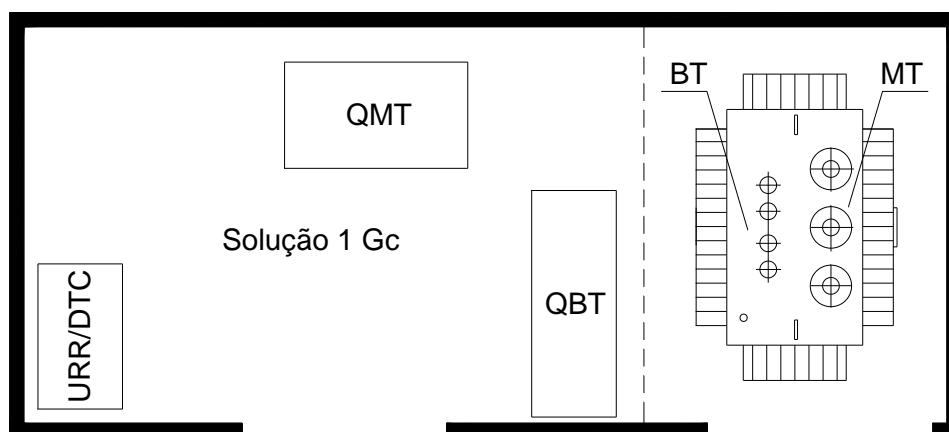 BT
MT
QMT
Solução 1 Gc
QBT
URR/DTC